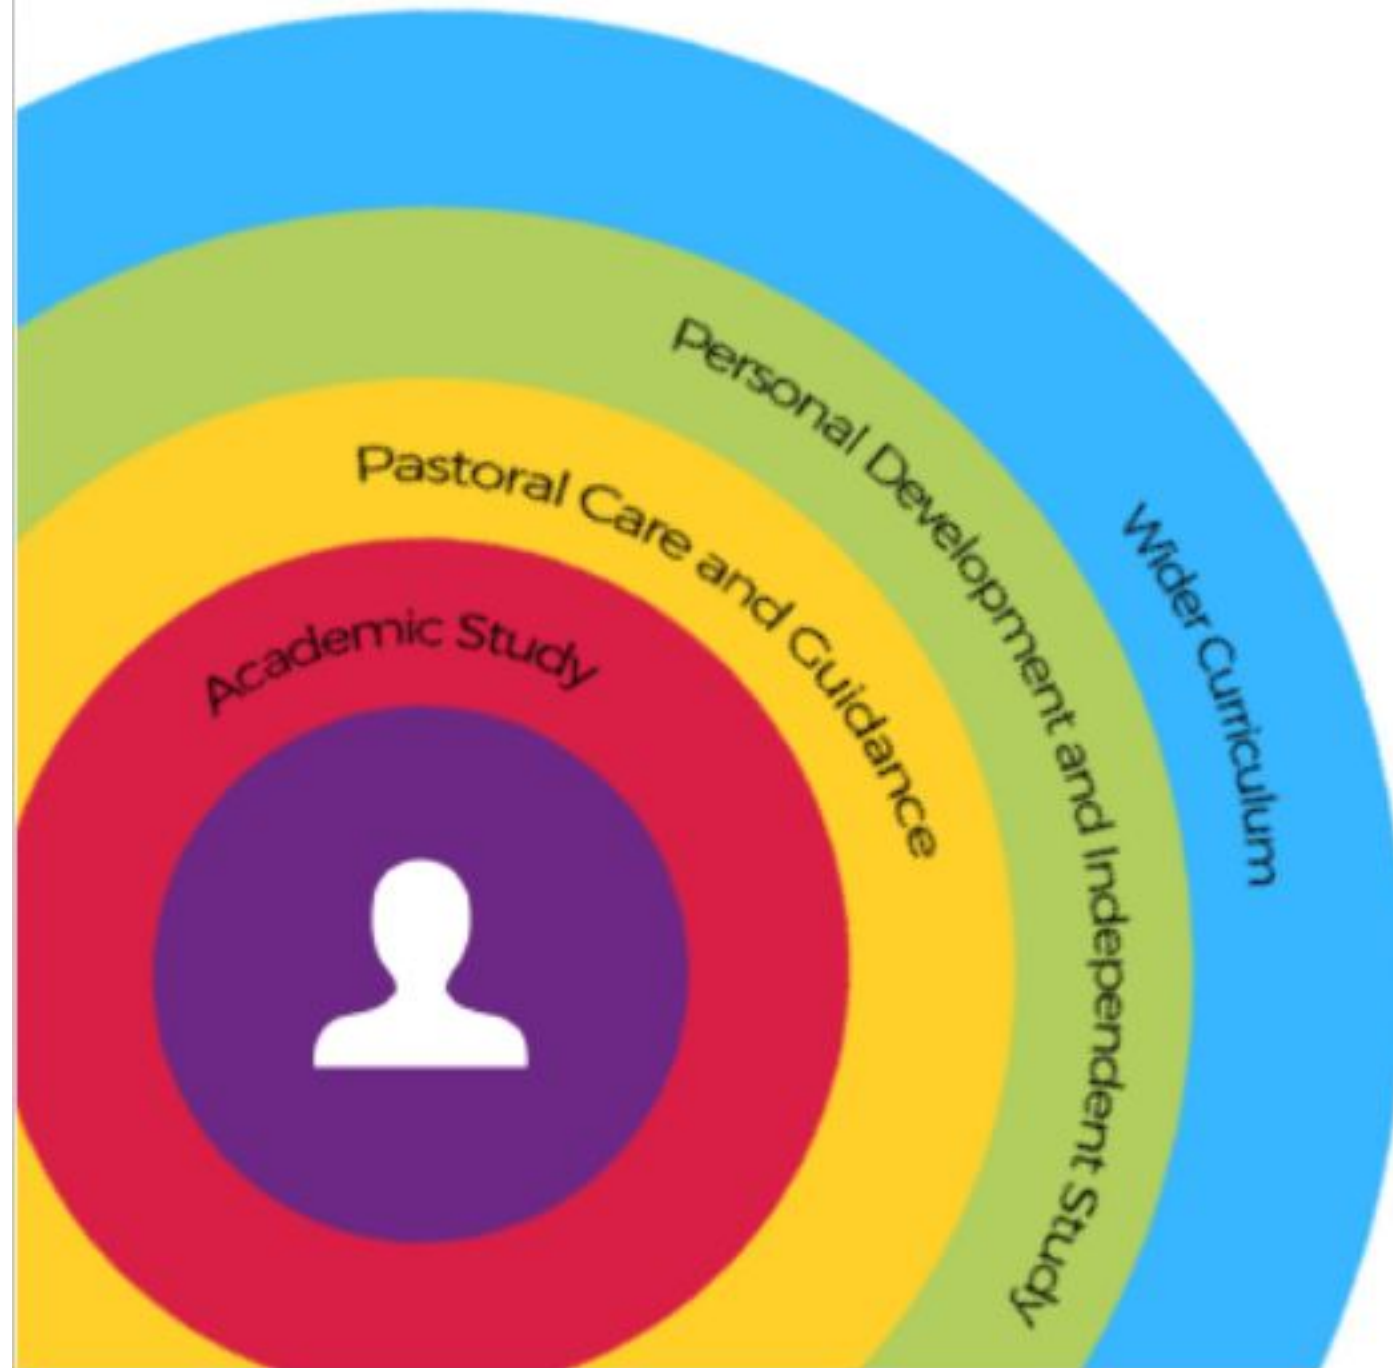 Personal Development and Independent Study
Wider Curriculum
Pastoral Care and Guidance
Academic Study